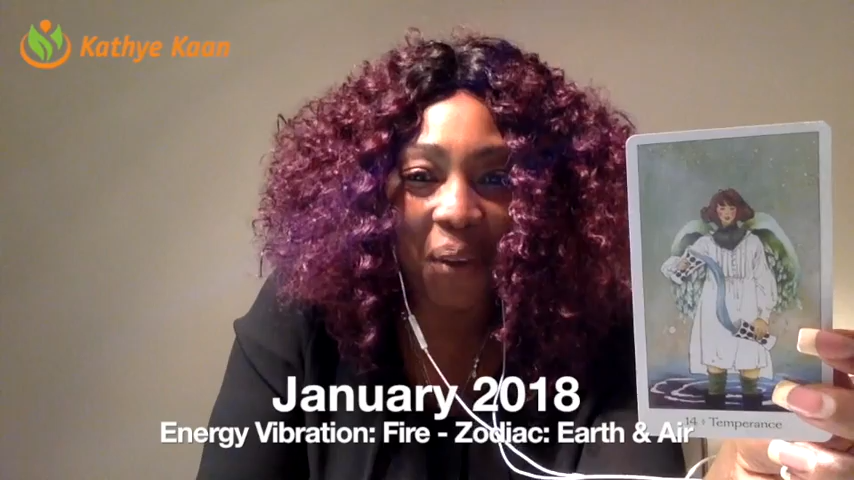 Kathye Kaan
January 2018
Energy Vibration: Fire - Zodiac: Earth & Air
14 Temperance